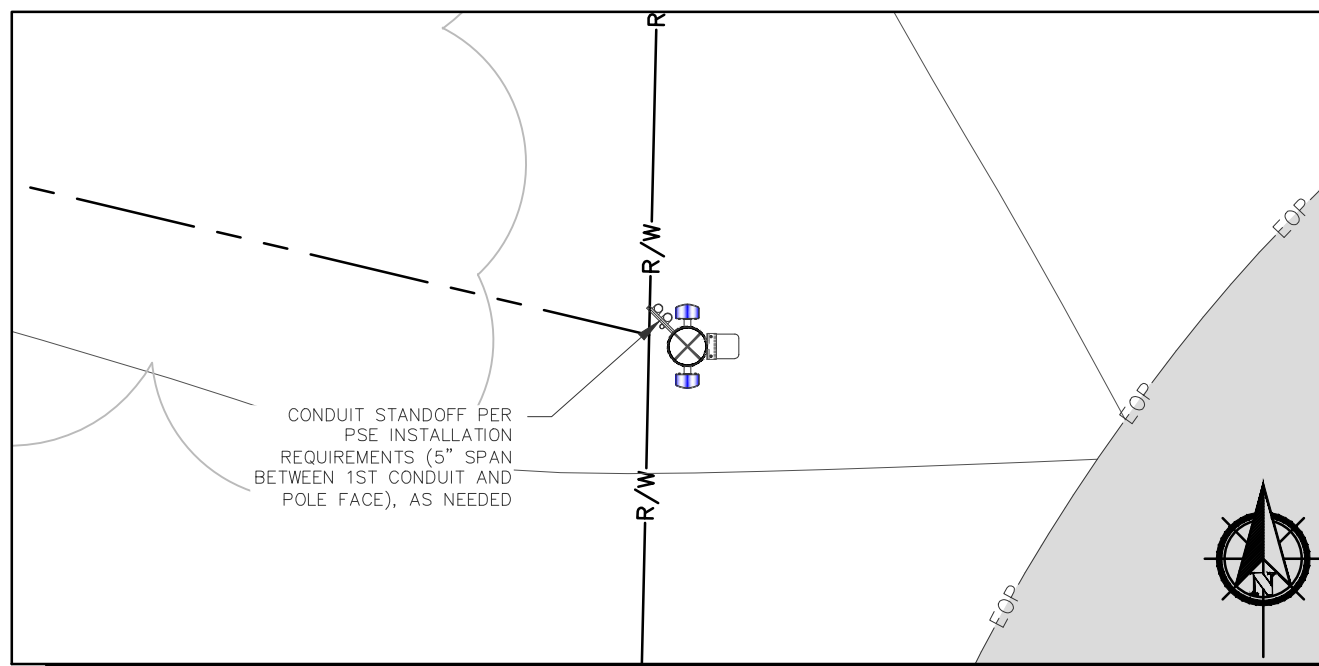 R
R/W
EOP
EOP
CONDUIT STANDOFF PER
PSE INSTALLATION
REQUIREMENTS (5" SPAN
BETWEEN 1ST CONDUIT AND
POLE FACE), AS NEEDED
R/W
EOP
N